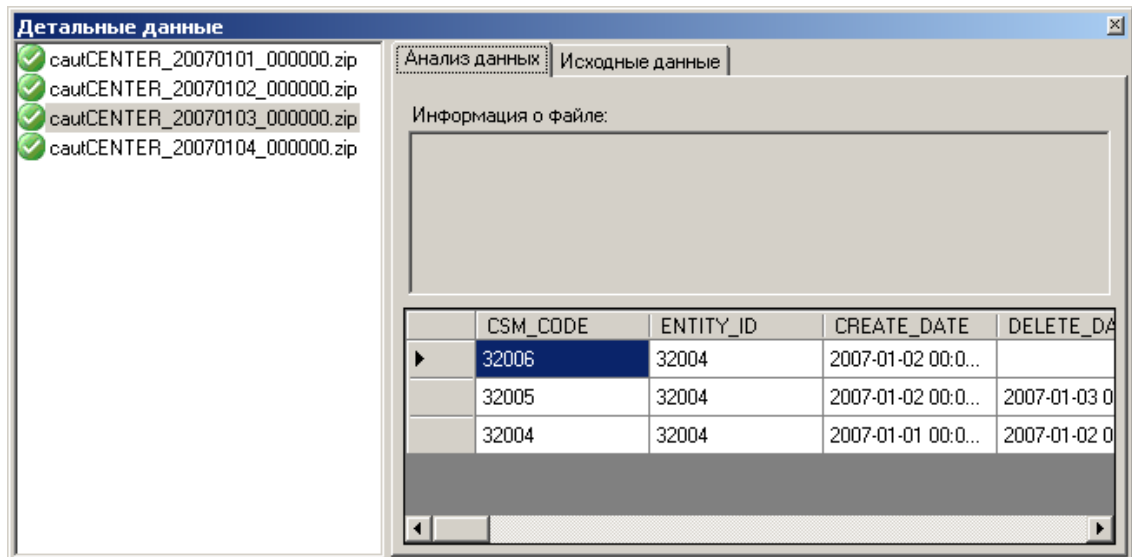 Детальные данные
cautCENTER_20070101_000000.zip
cautCENTER_20070102_000000.zip
cautCENTER_20070103_000000.zip
cautCENTER_20070104_000000.zip
Анализ данных Исходные данные
Информация о файле:
CSM_CODE ENTITY_ID CREATE_DATE DELETE_DA
32006 32004 2007-01-02 00:0...
32005 32004 2007-01-02 00:0... 2007-01-03 0
32004 32004 2007-01-01 00:0... 2007-01-02 0